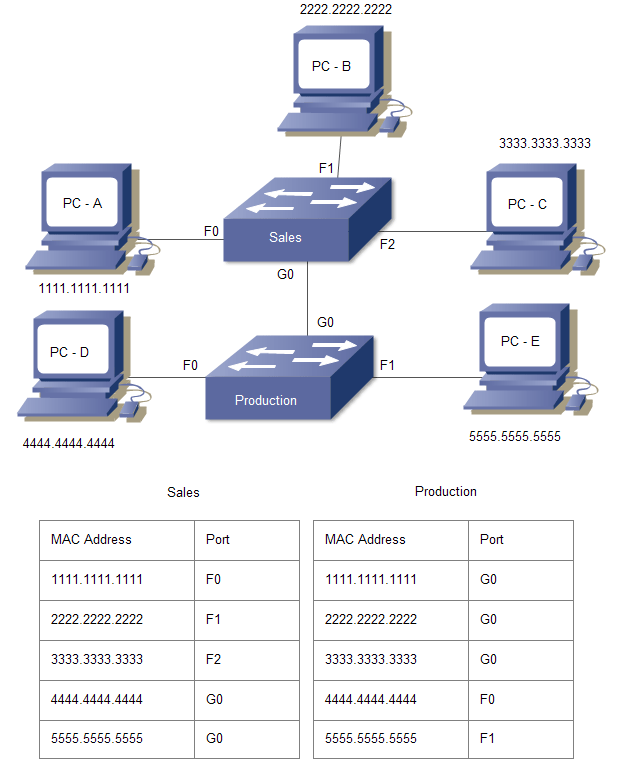 2222.2222.2222
PC - B
3333.3333.3333
F1
PC - A
PC - C
F0
Sales
F2
1111.1111.1111
G0
G0
PC - D
F0
F1
PC - E
Production
4444.4444.4444
5555.5555.5555
Sales
Production
MAC Address Port
1111.1111.1111 F0
2222.2222.2222 F1
3333.3333.3333 F2
4444.4444.4444 G0
5555.5555.5555 G0
MAC Address Port
1111.1111.1111 G0
2222.2222.2222 G0
3333.3333.3333 G0
4444.4444.4444 F0
5555.5555.5555 F1